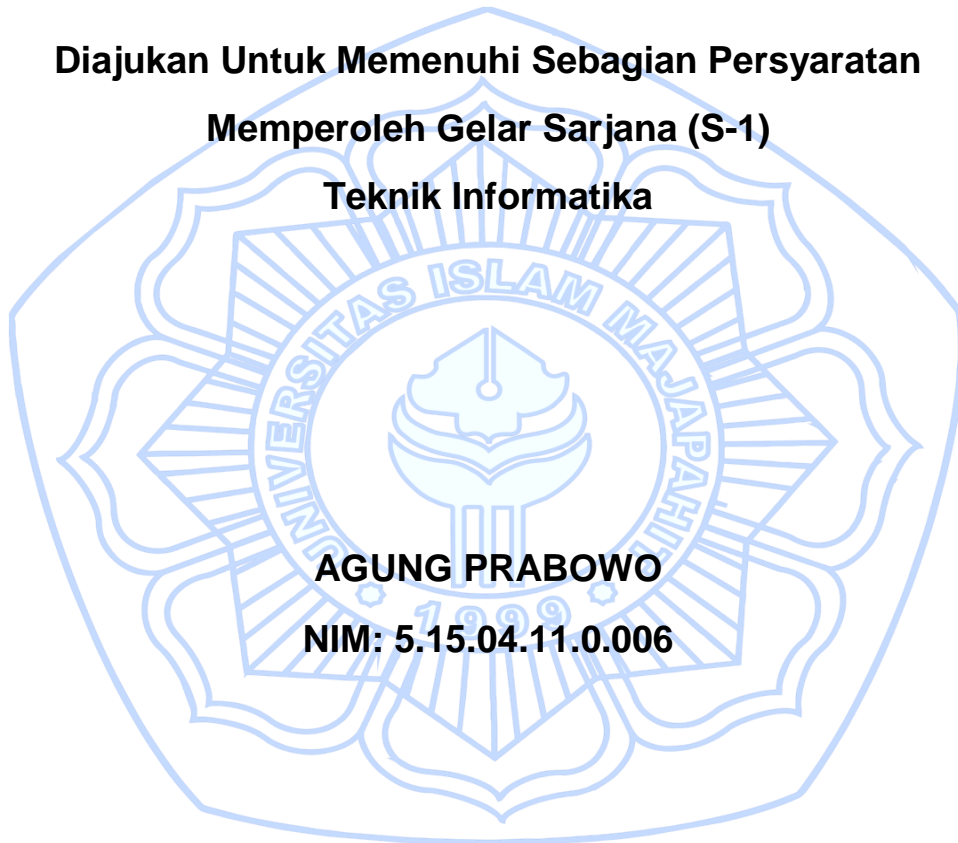 Diajukan Untuk Memenuhi Sebagian Persyaratan
Memperoleh Gelar Sarjana (S-1)
Teknik Informatika
UNIVERSITAS ISLAM MAJAPAHIT
AGUNG PRABOWO
1999
NIM: 5.15.04.11.0.006